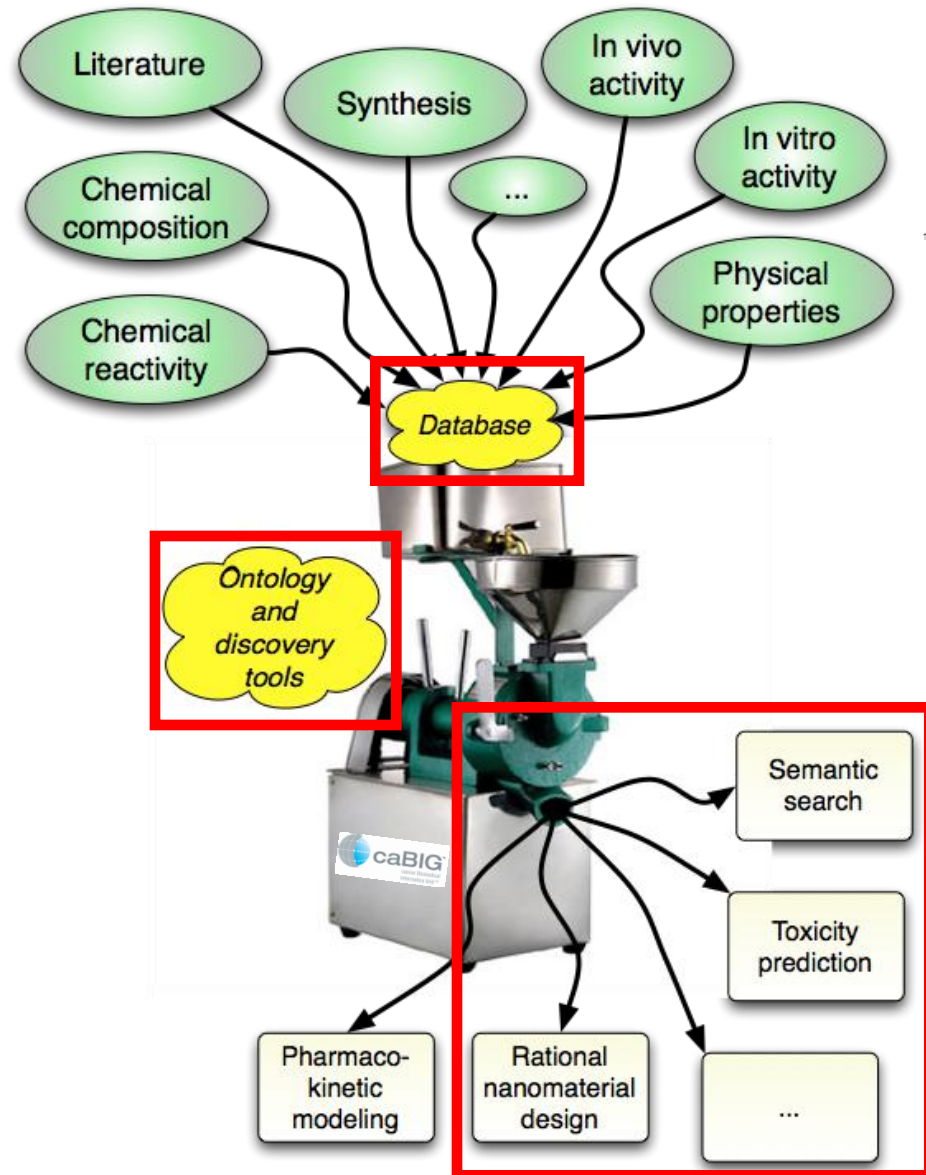 Literature
Synthesis
In vivo
activity
In vitro
activity
...
Chemical
composition
Physical
properties
Chemical
reactivity
Database
Ontology
and
discovery
tools
caBIG
Semantic
search
Toxicity
prediction
Pharmaco-
kinetic
modeling
Rational
nanomaterial
design
...